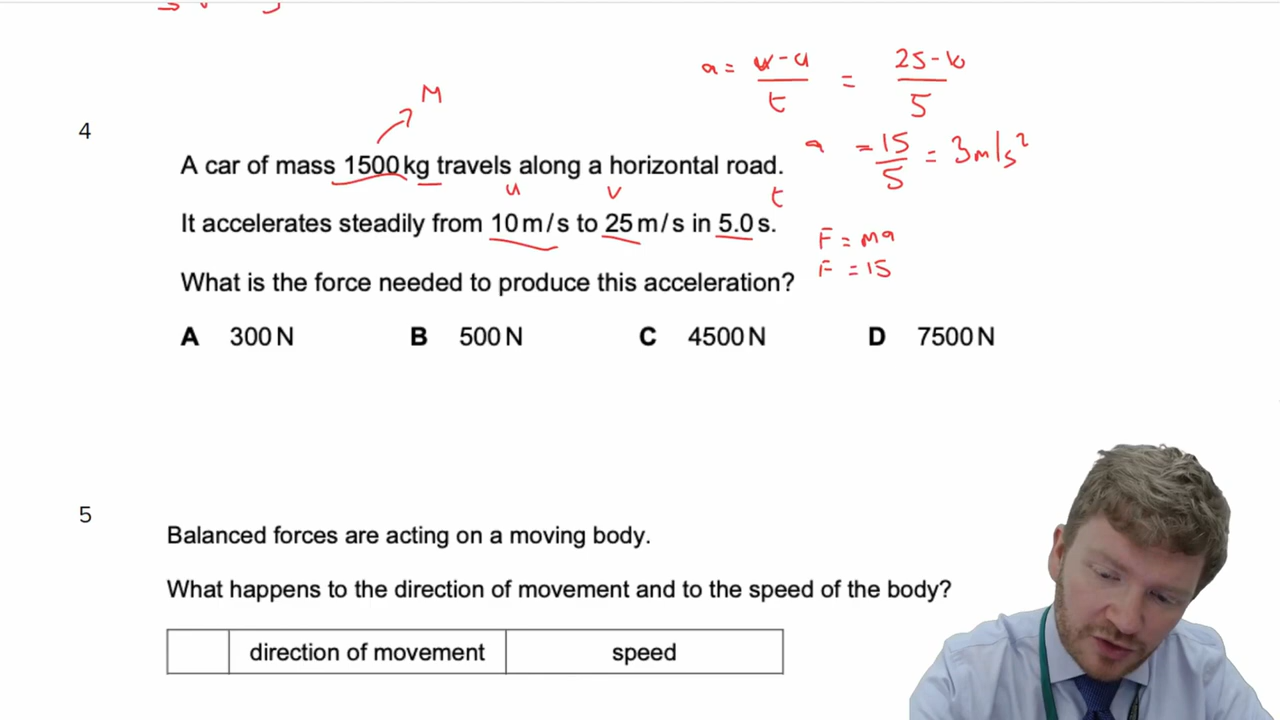 a = v-u / t = 25-10 / 5
M
4
a = 15 / 5 = 3m/s²
A car of mass 1500 kg travels along a horizontal road.
u v t
It accelerates steadily from 10 m/s to 25 m/s in 5.0 s.
F = ma
F = 15
What is the force needed to produce this acceleration?
A 300 N B 500 N C 4500 N D 7500 N
5
Balanced forces are acting on a moving body.
What happens to the direction of movement and to the speed of the body?
direction of movement speed